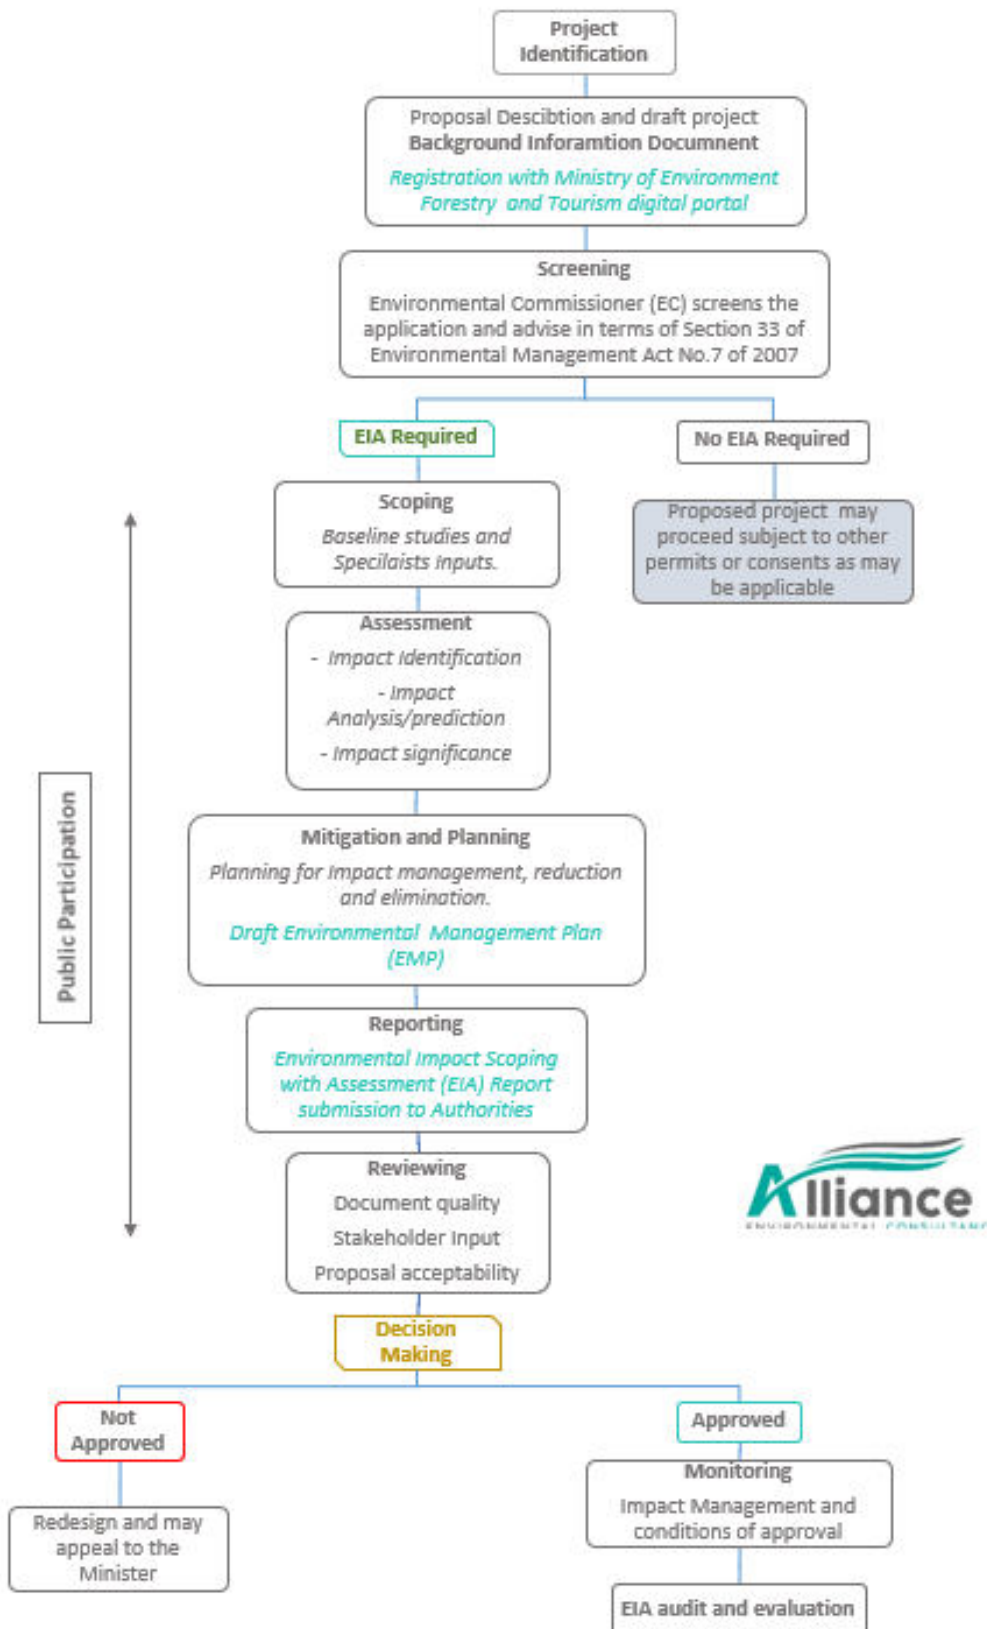 Project
Identification
Proposal Descibtion and draft project
Background Inforamtion Documnent
Registration with Ministry of Environment
Forestry and Tourism digital portal
Screening
Environmental Commissioner (EC) screens the
application and advise in terms of Section 33 of
Environmental Management Act No.7 of 2007
EIA Required
No EIA Required
Scoping
Baseline studies and
Specilaists inputs.
Proposed project may
proceed subject to other
permits or consents as may
be applicable
Assessment
- Impact Identification
- Impact
Analysis/prediction
- Impact significance
Public Participation
Mitigation and Planning
Planning for Impact management, reduction
and elimination.
Draft Environmental Management Plan
(EMP)
Reporting
Environmental Impact Scoping
with Assessment (EIA) Report
submission to Authorities
Reviewing
Document quality
Stakeholder Input
Proposal acceptability
Alliance
ENVIRONMENTAL CONSULTANC
Decision
Making
Not
Approved
Redesign and may
appeal to the
Minister
Approved
Monitoring
Impact Management and
conditions of approval
EIA audit and evaluation